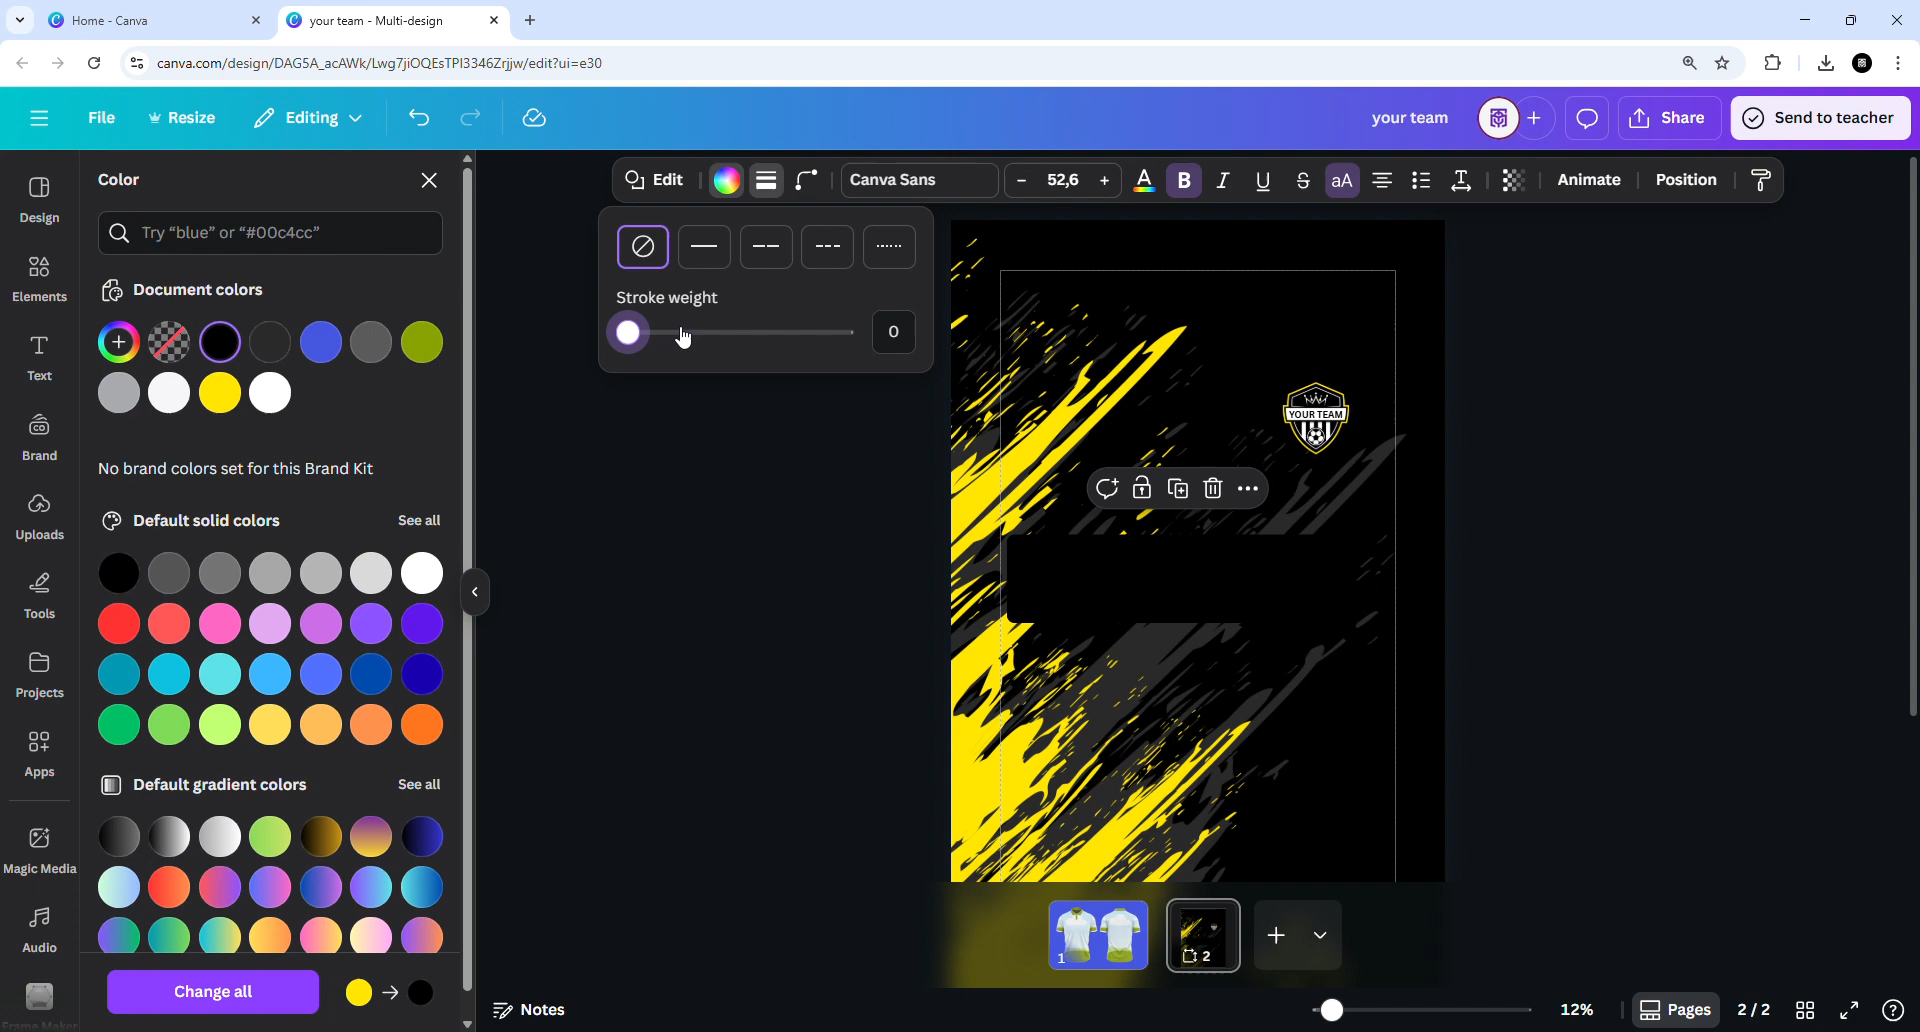 Home - Canva
your team - Multi-design
canva.com/design/DAG5A_acAWk/Lwg7jiOQEsTPI3346Zrjjw/edit?ui=e30
File
Resize
Editing
your team
Share
Send to teacher
Design
Elements
Text
Brand
Uploads
Tools
Projects
Apps
Magic Media
Audio
Frame Maker
Color
Try “blue” or “#00c4cc”
Document colors
No brand colors set for this Brand Kit
Default solid colors
See all
Default gradient colors
See all
Change all
Edit
Canva Sans
- 52,6 +
A
B
I
U
S
aA
Animate
Position
Stroke weight
0
YOUR TEAM
1
2
Notes
12%
Pages
2 / 2